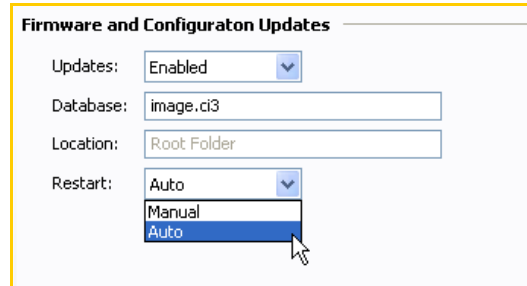 Firmware and Configuraton Updates
Updates: Enabled
Database: image.ci3
Location: Root Folder
Restart: Auto
Manual
Auto